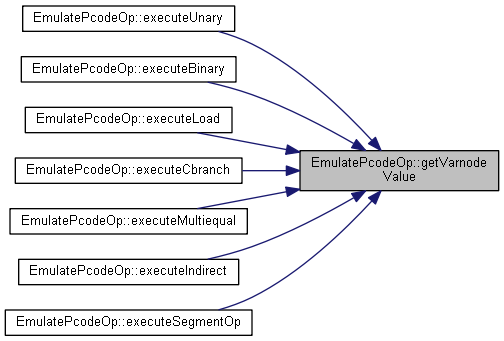 EmulatePcodeOp::executeUnary
EmulatePcodeOp::executeBinary
EmulatePcodeOp::executeLoad
EmulatePcodeOp::executeCbranch
EmulatePcodeOp::executeMultiequal
EmulatePcodeOp::executeIndirect
EmulatePcodeOp::executeSegmentOp
EmulatePcodeOp::getVarnode
Value